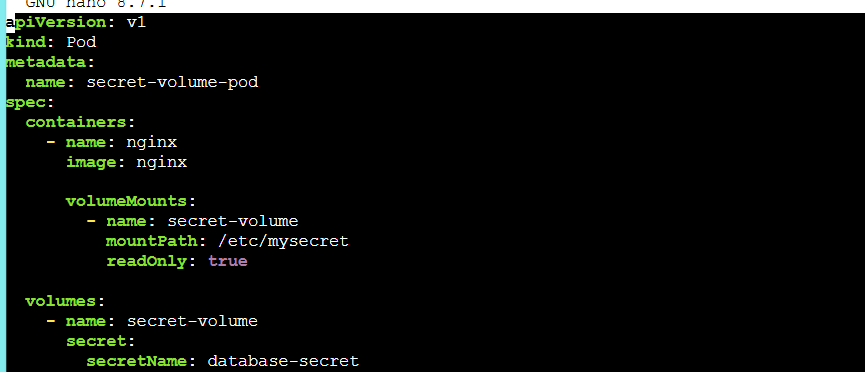 GNU nano 8.7.1
apiVersion: v1
kind: Pod
metadata:
  name: secret-volume-pod
spec:
  containers:
    - name: nginx
      image: nginx

      volumeMounts:
        - name: secret-volume
          mountPath: /etc/mysecret
          readOnly: true

  volumes:
    - name: secret-volume
      secret:
        secretName: database-secret